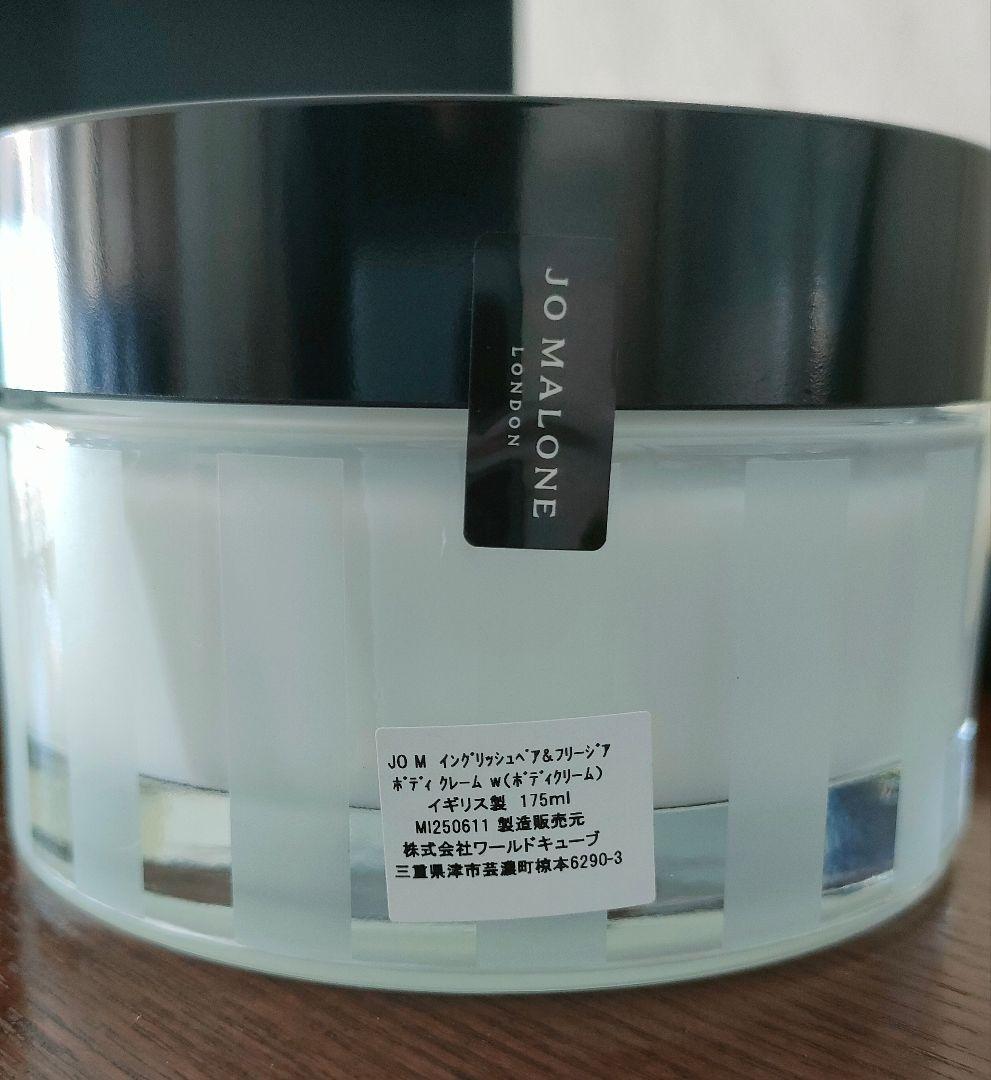 JO MALONE
LONDON
JO M ｲﾝｸﾞﾘｯｼｭﾍﾟｱ&ﾌﾘｰｼﾞｱ
ﾎﾞﾃﾞｨ ｸﾚｰﾑ w(ﾎﾞﾃﾞｨｸﾘｰﾑ)
イギリス製 175ml
MI250611 製造販売元
株式会社ワールドキューブ
三重県津市芸濃町椋本6290-3